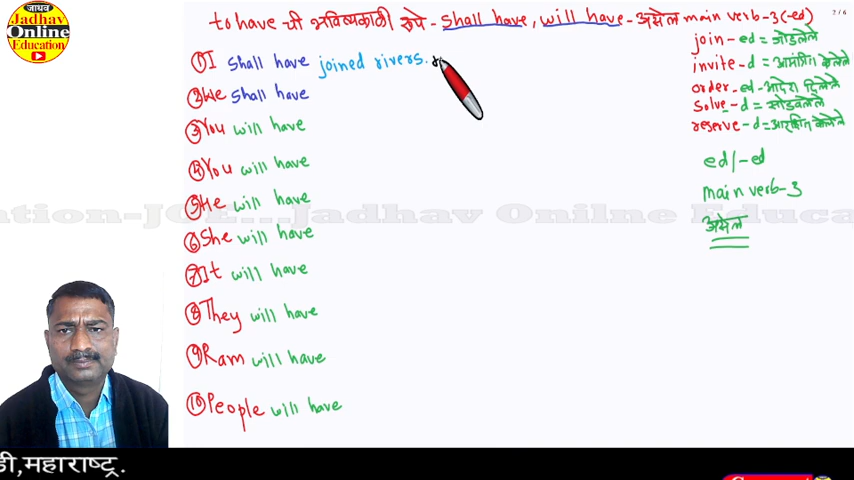 जाधव
Jadhav
Online
Education
to have ची भविष्यकाळी रूपे - shall have, will have - असेल main verb-3(-ed)
2/6
join-ed = जोडलेले
invite-d = आमंत्रित केलेले
order-ed - आदेश दिलेले
solve-d = सोडवलेले
reserve-d = आरक्षित केलेले
ed/-ed
main verb-3
असेल
① I shall have joined rivers.
② We shall have
③ You will have
④ You will have
⑤ He will have
⑥ She will have
⑦ It will have
⑧ They will have
⑨ Ram will have
⑩ People will have
ation-JOE...Jadhav Online Educa
डी,महाराष्ट्र.